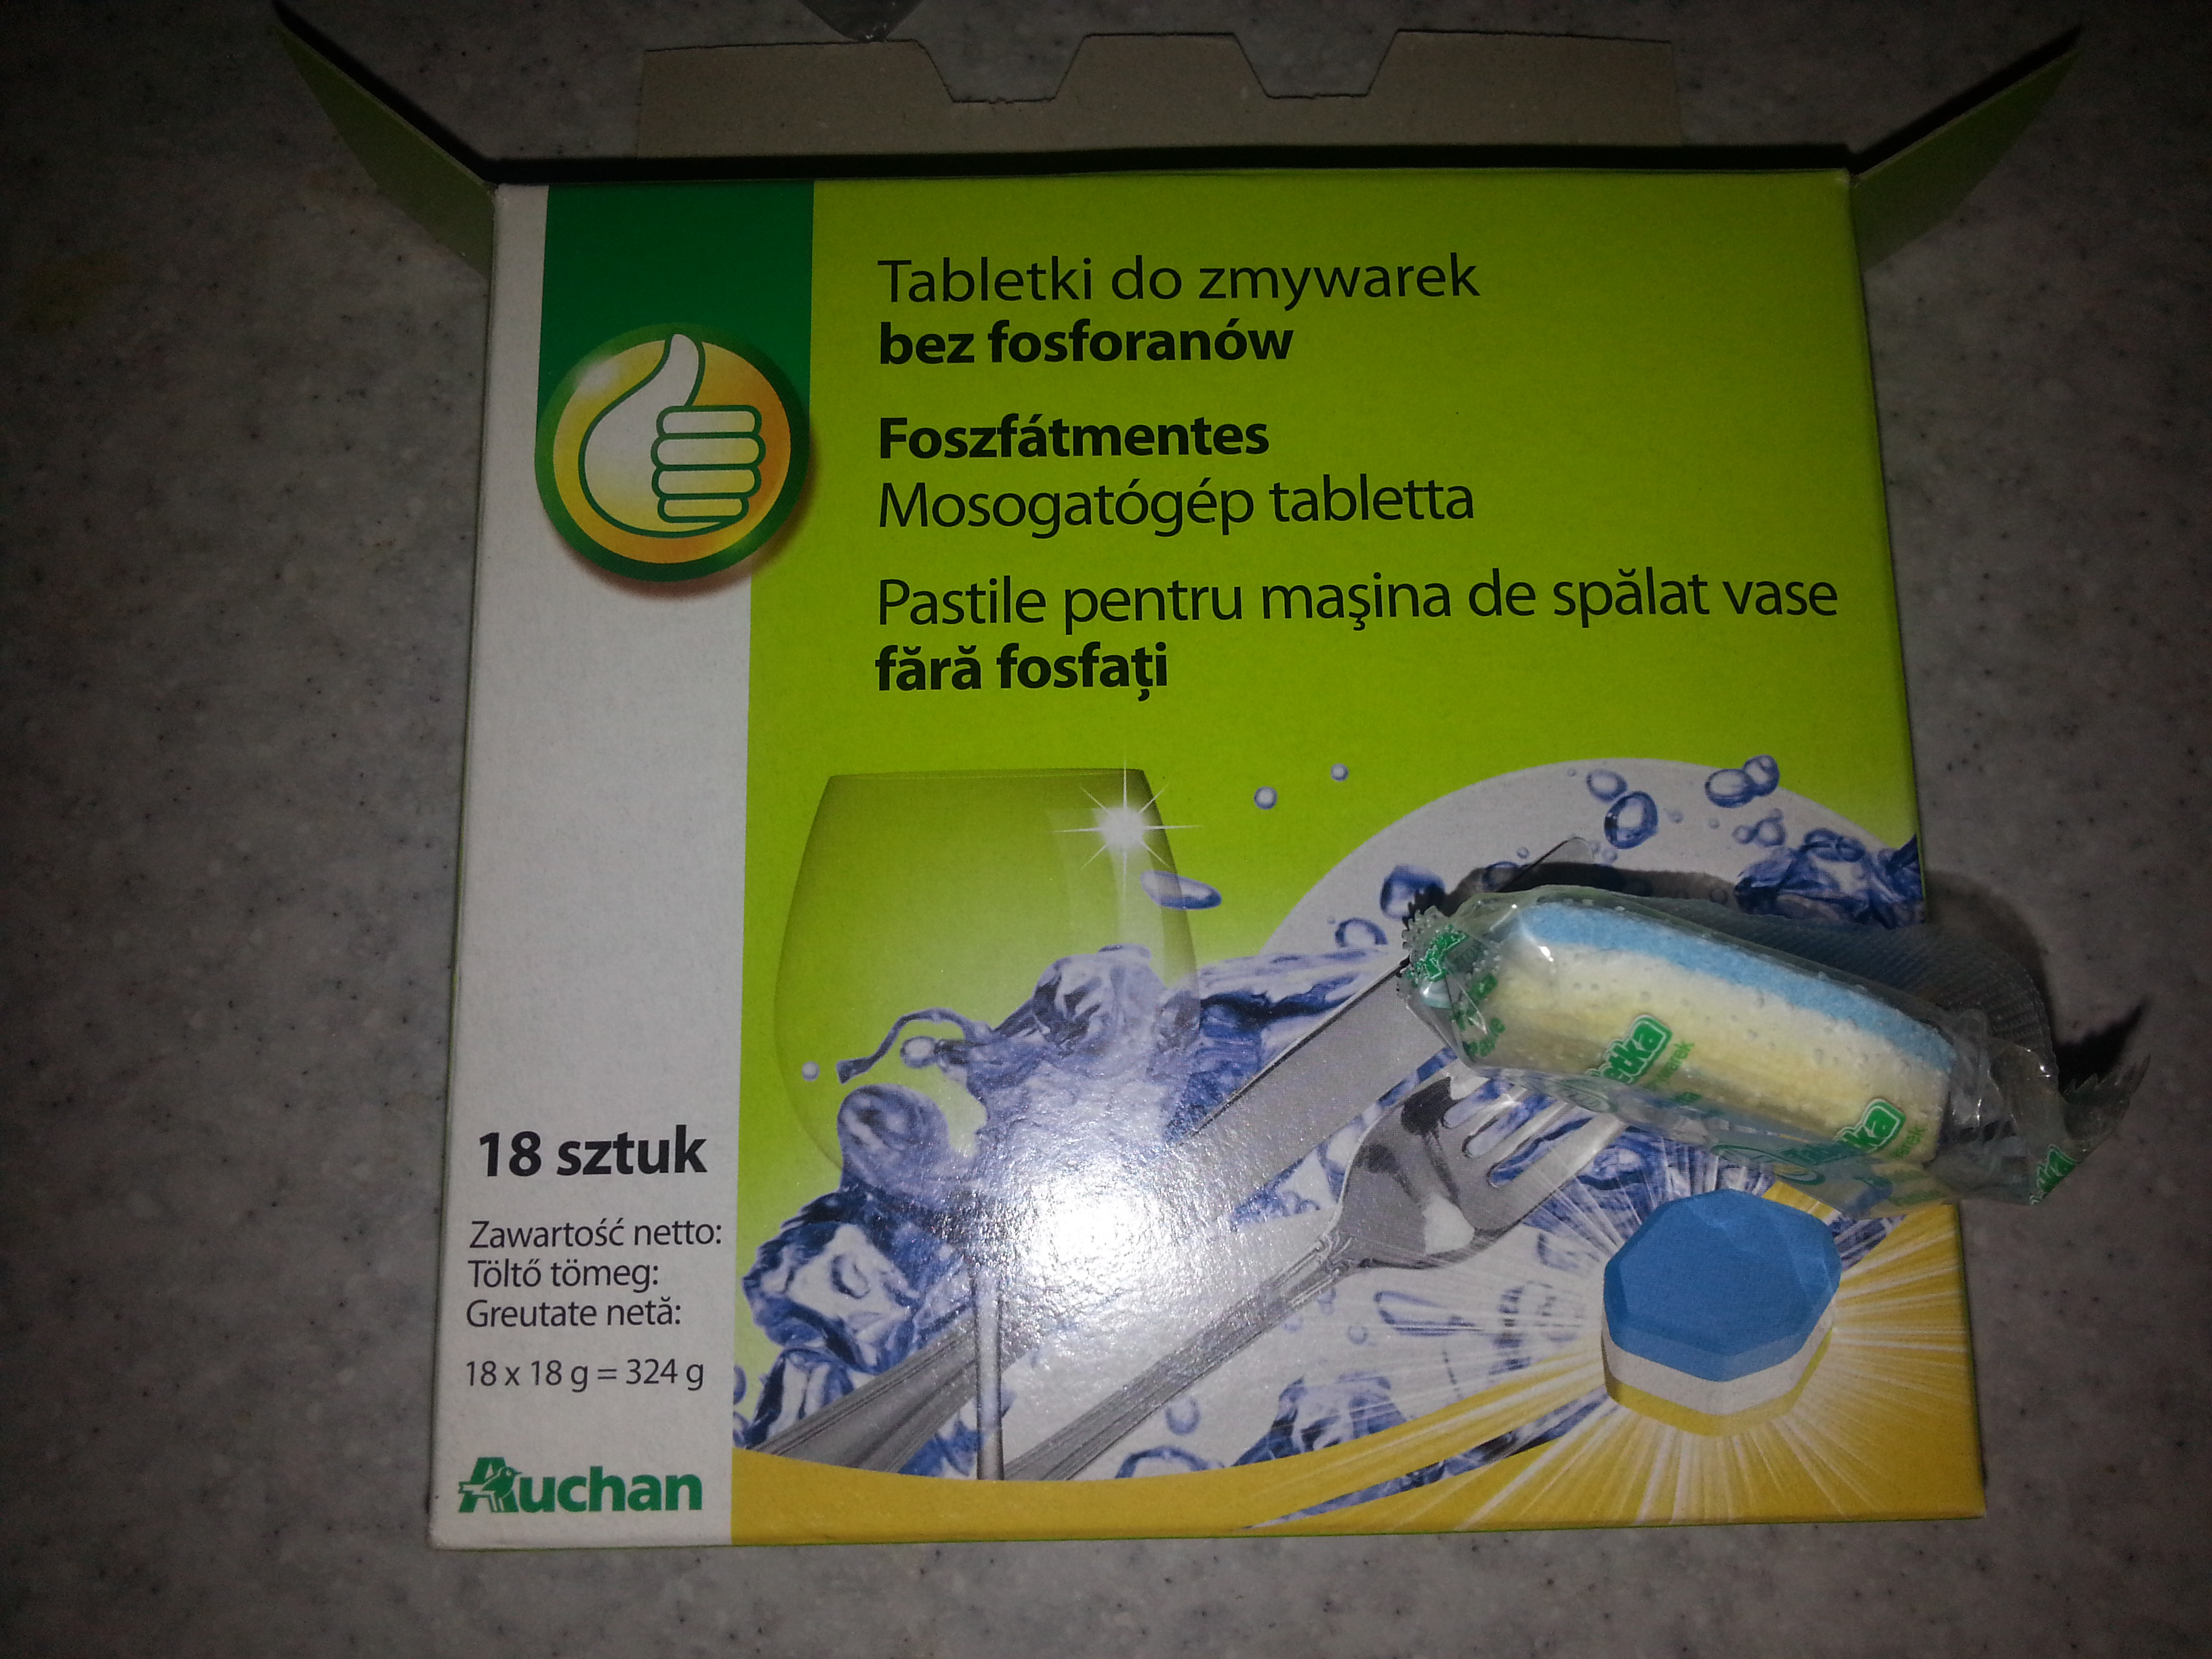 Tabletki do zmywarek
bez fosforanów
Foszfátmentes
Mosogatógép tabletta
Pastile pentru maşina de spălat vase
fără fosfaţi
18 sztuk
Zawartość netto:
Töltő tömeg:
Greutate netă:
18 x 18 g = 324 g
Auchan